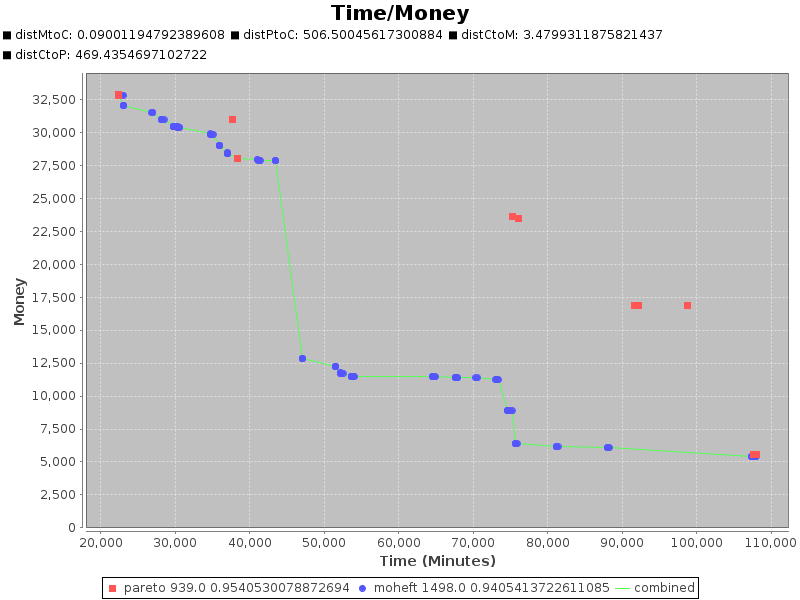 Time/Money
distMtoC: 0.09001194792389608 distPtoC: 506.50045617300884 distCtoM: 3.4799311875821437
distCtoP: 469.4354697102722
32,500
30,000
27,500
25,000
22,500
20,000
17,500
15,000
12,500
10,000
7,500
5,000
2,500
0
Money
20,000 30,000 40,000 50,000 60,000 70,000 80,000 90,000 100,000 110,000
Time (Minutes)
pareto 939.0 0.9540530078872694 moheft 1498.0 0.9405413722611085 combined